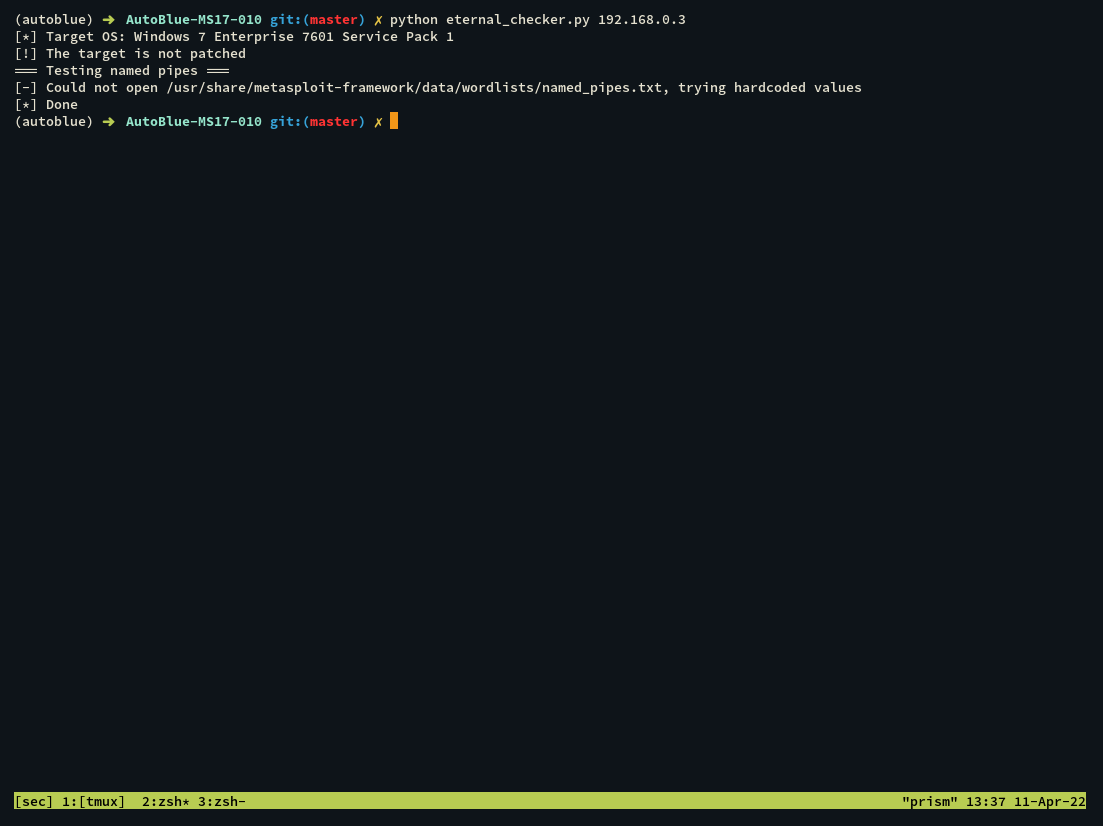 (autoblue) ➜ AutoBlue-MS17-010 git:(master) ✗ python eternal_checker.py 192.168.0.3
[*] Target OS: Windows 7 Enterprise 7601 Service Pack 1
[!] The target is not patched
=== Testing named pipes ===
[-] Could not open /usr/share/metasploit-framework/data/wordlists/named_pipes.txt, trying hardcoded values
[*] Done
(autoblue) ➜ AutoBlue-MS17-010 git:(master) ✗
[sec] 1:[tmux]  2:zsh* 3:zsh- "prism" 13:37 11-Apr-22